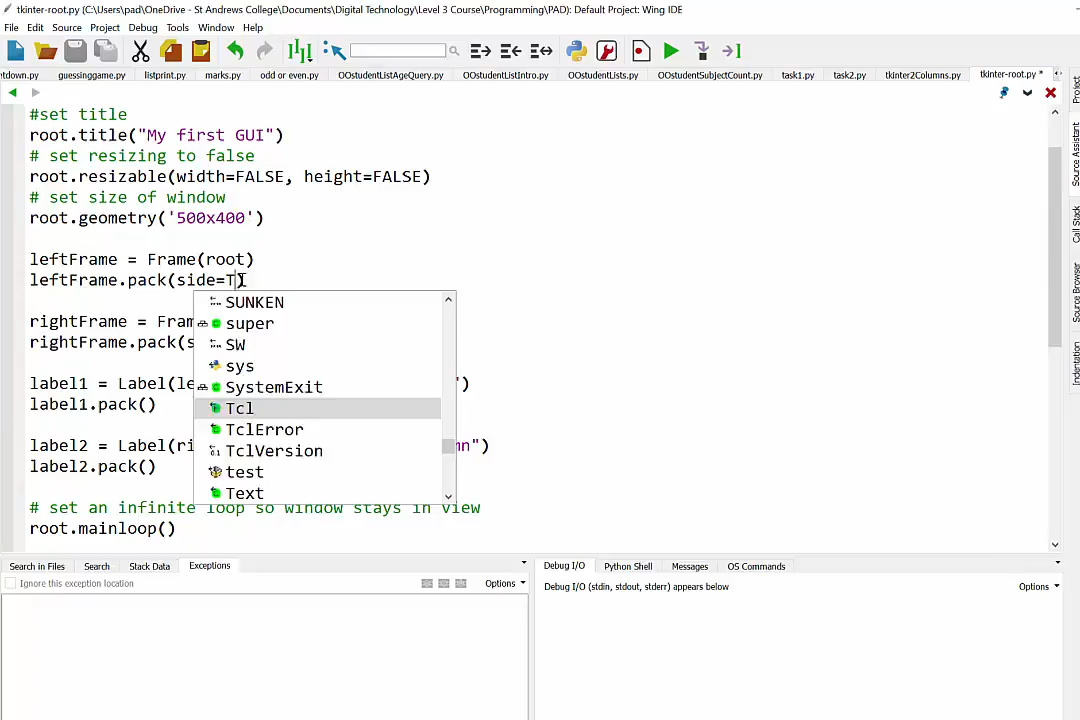 tkinter-root.py (C:\Users\pad\OneDrive - St Andrews College\Documents\Digital Technology\Level 3 Course\Programming\PAD): Default Project: Wing IDE
File Edit Source Project Debug Tools Window Help
tdown.py guessinggame.py listprint.py marks.py odd or even.py OOstudentListAgeQuery.py OOstudentListIntro.py OOstudentLists.py OOstudentSubjectCount.py task1.py task2.py tkinter2Columns.py tkinter-root.py *
#set title
root.title("My first GUI")
# set resizing to false
root.resizable(width=FALSE, height=FALSE)
# set size of window
root.geometry('500x400')
leftFrame = Frame(root)
leftFrame.pack(side=T)
SUNKEN
rightFrame = Fram
super
rightFrame.pack(s
SW
sys
label1 = Label(le ")
SystemExit
label1.pack()
Tcl
TclError
label2 = Label(ri mn")
TclVersion
label2.pack()
test
Text
# set an infinite loop so window stays in view
root.mainloop()
Project
Source Assistant
Call Stack
Source Browser
Indentation
Search in Files Search Stack Data Exceptions
Ignore this exception location Options
Debug I/O Python Shell Messages OS Commands
Debug I/O (stdin, stdout, stderr) appears below Options